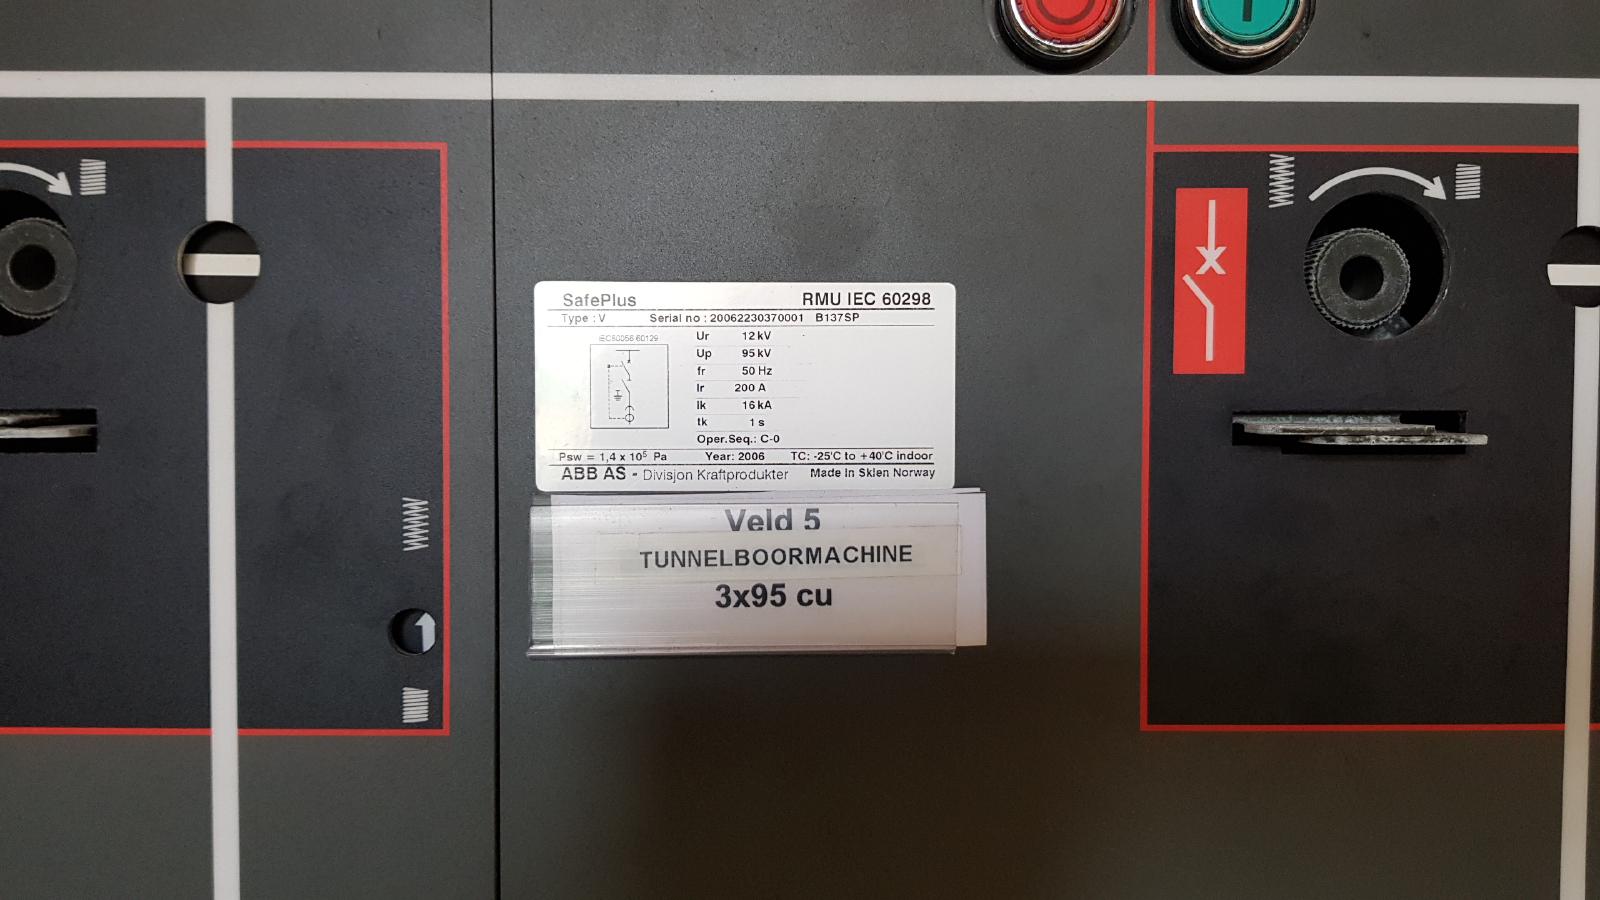 SafePlus RMU IEC 60298
Type : V Serial no : 20062230370001 B137SP
IEC60056 60129
Ur 12 kV
Up 95 kV
fr 50 Hz
Ir 200 A
Ik 16 kA
tk 1 s
Oper.Seq.: C-0
Psw = 1,4 x 10⁵ Pa Year: 2006 TC: -25°C to +40°C indoor
ABB AS - Divisjon Kraftprodukter Made in Skien Norway
Veld 5
TUNNELBOORMACHINE
3x95 cu